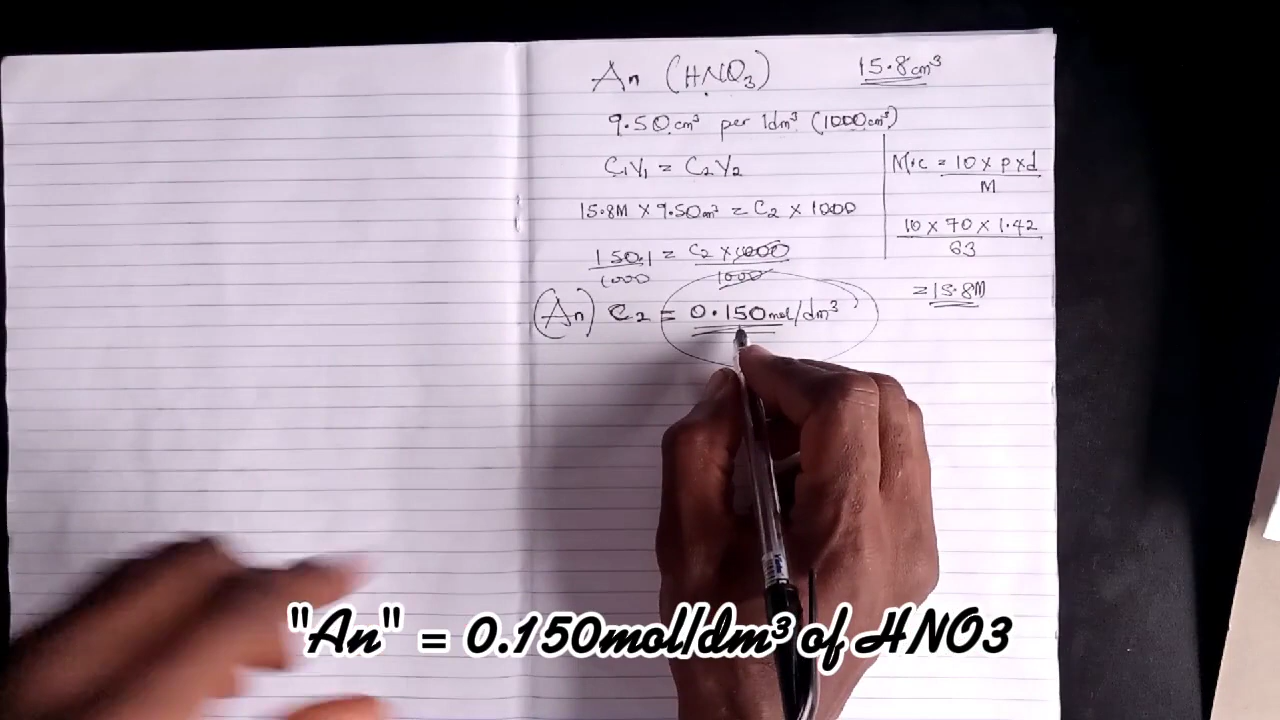 An (HNO₃) 15.8cm³
9.50cm³ per 1dm³ (1000cm³)
C₁V₁ = C₂V₂
15.8M × 9.50cm³ = C₂ × 1000
150.1/1000 = C₂ × 1000/1000
(An) C₂ = 0.150mol/dm³
M.c = 10 × p × d/M
10 × 70 × 1.42/63
= 15.8M
"An" = 0.150mol/dm³ of HNO3